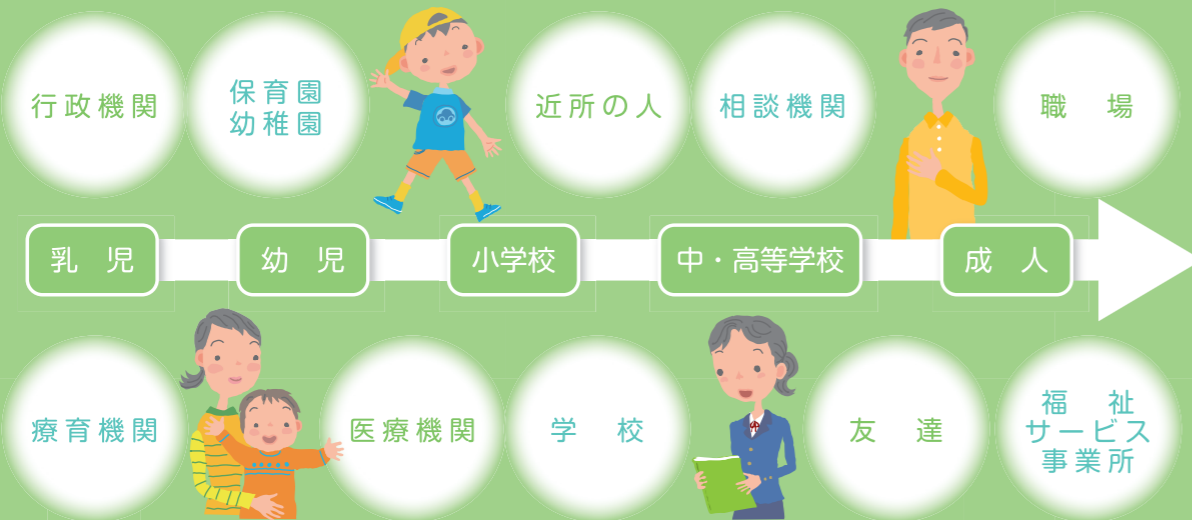 行政機関
保育園
幼稚園
近所の人
相談機関
職　場
乳　児
幼　児
小学校
中・高等学校
成　人
療育機関
医療機関
学　校
友　達
福　祉
サービス
事業所